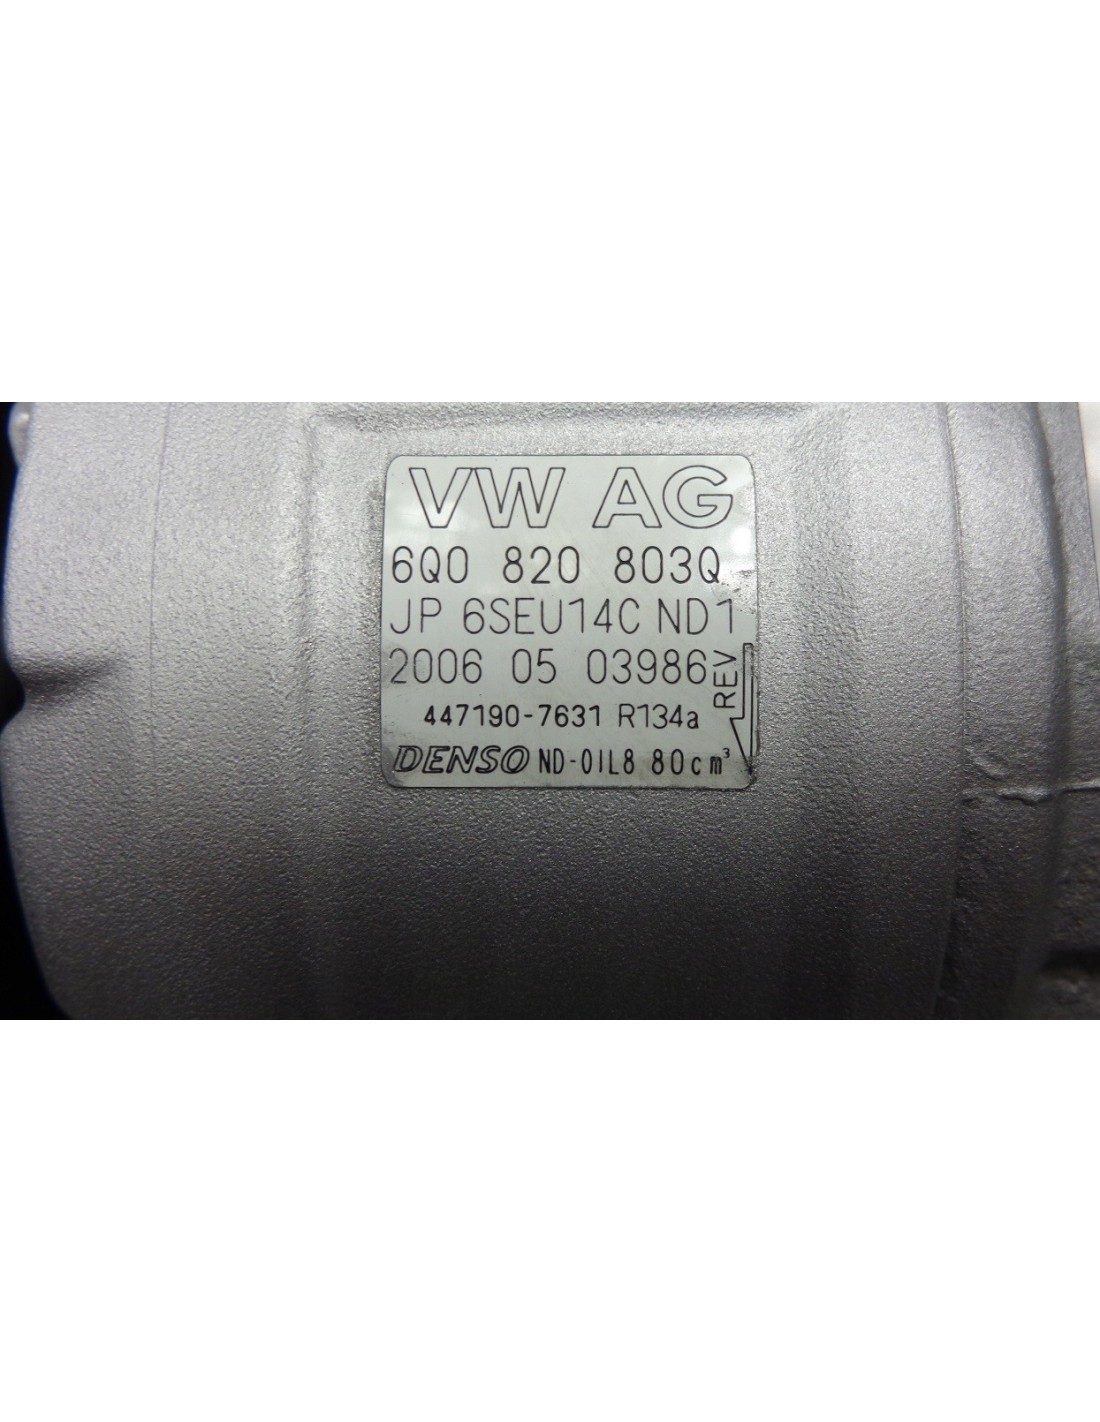 VW AG
6Q0 820 803Q
JP 6SEU14C ND1
2006 05 03986
REV
447190-7631 R134a
DENSO ND-OIL8 80cm³